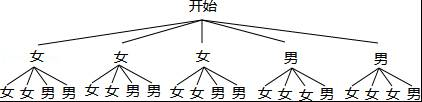 开始
女 女 女 男 男
女 女 男 男 女 女 男 男 女 女 男 男 女 女 女 男 女 女 女 男